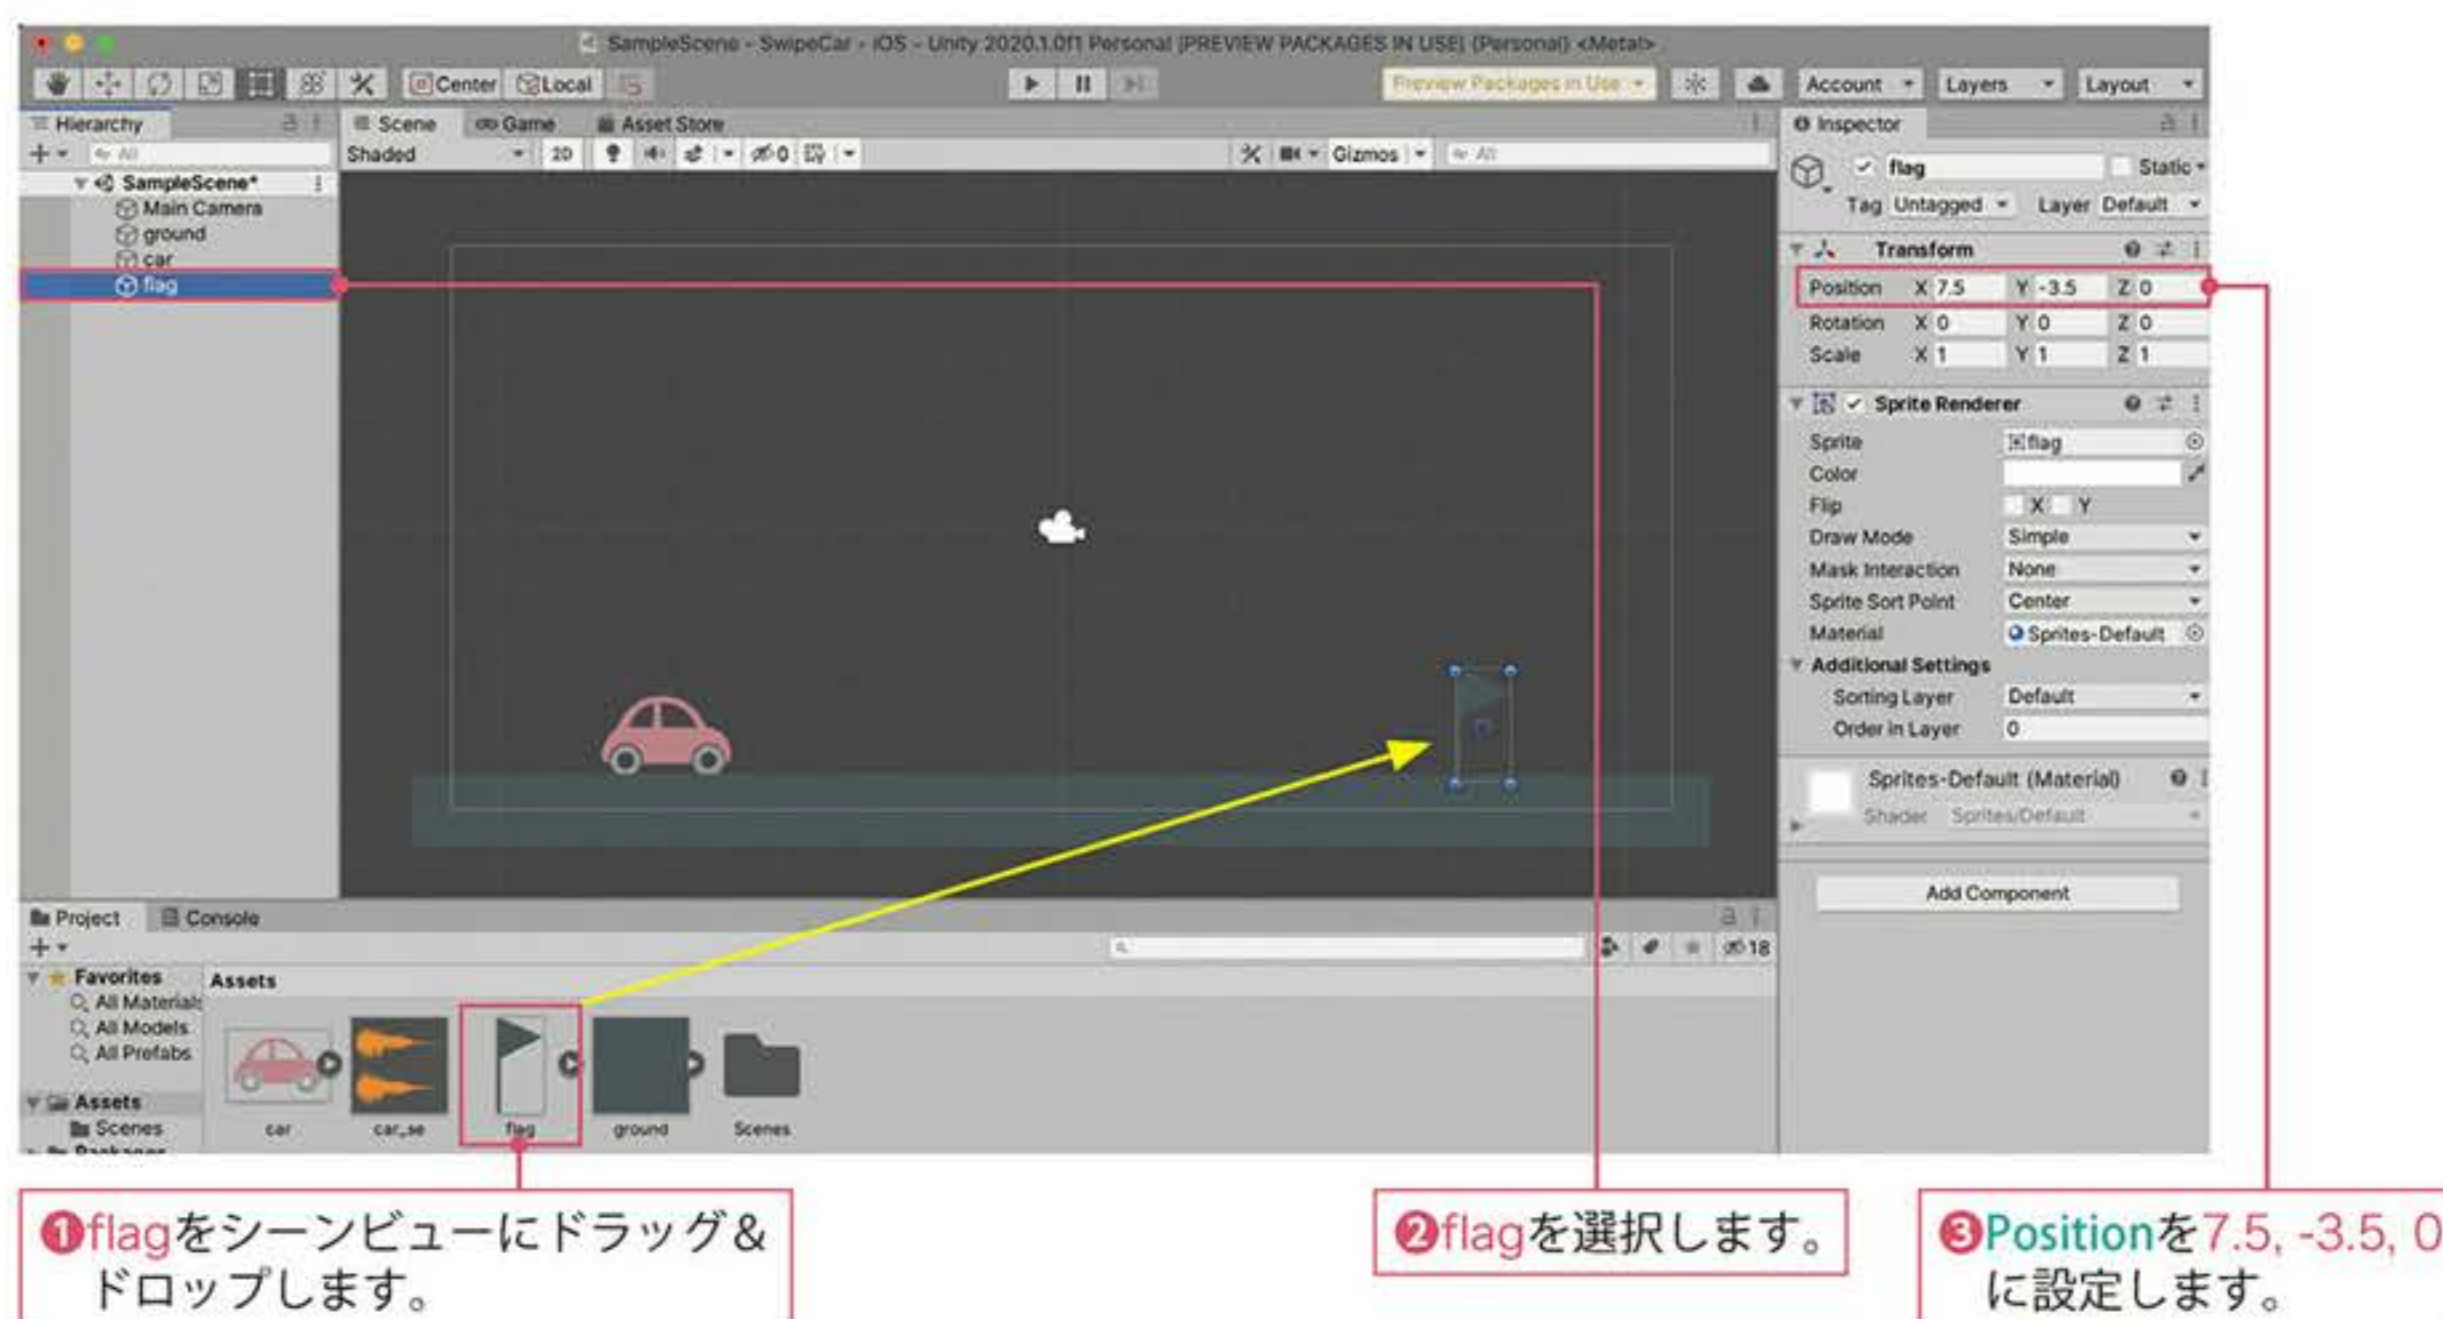 SampleScene - SwipeCar - iOS - Unity 2020.1.0f1 Personal [PREVIEW PACKAGES IN USE] (Personal) <Metal>
Center Local Preview Packages in Use Account Layers Layout
Hierarchy Scene Game Asset Store Inspector
All Shaded 2D 0 Gizmos All
flag Static
SampleScene*
Main Camera
ground
car
flag
Tag Untagged Layer Default
Transform
Position X 7.5 Y -3.5 Z 0
Rotation X 0 Y 0 Z 0
Scale X 1 Y 1 Z 1
Sprite Renderer
Sprite flag
Color
Flip X Y
Draw Mode Simple
Mask Interaction None
Sprite Sort Point Center
Material Sprites-Default
Additional Settings
Sorting Layer Default
Order in Layer 0
Sprites-Default (Material)
Shader Sprites/Default
Add Component
Project Console
18
Favorites Assets
All Materials
All Models
All Prefabs
Assets
Scenes
Packages
car car_se flag ground Scenes
❶flagをシーンビューにドラッグ&
ドロップします。
❷flagを選択します。
❸Positionを7.5, -3.5, 0
に設定します。